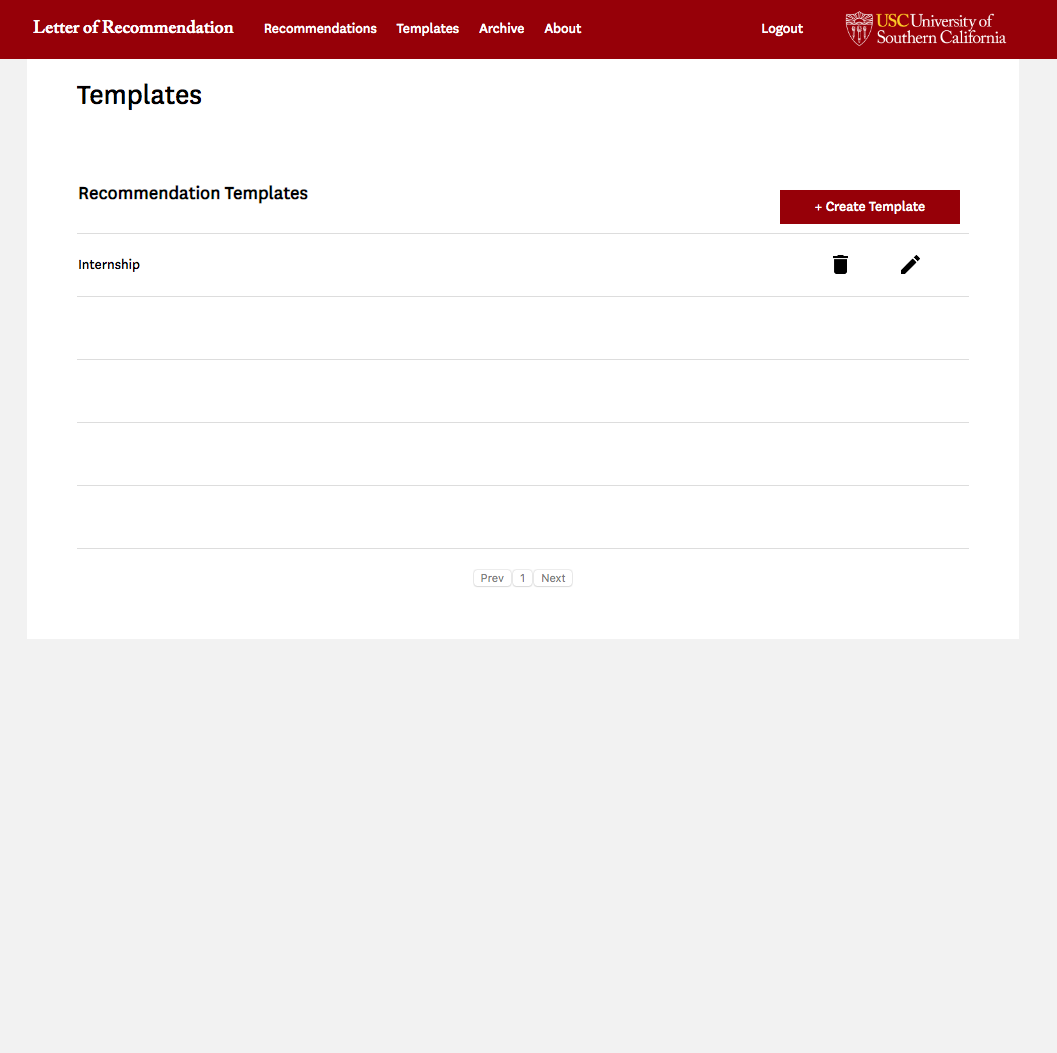 Letter of Recommendation Recommendations Templates Archive About Logout USC University of
Southern California
Templates
Recommendation Templates
+ Create Template
Internship
Prev 1 Next